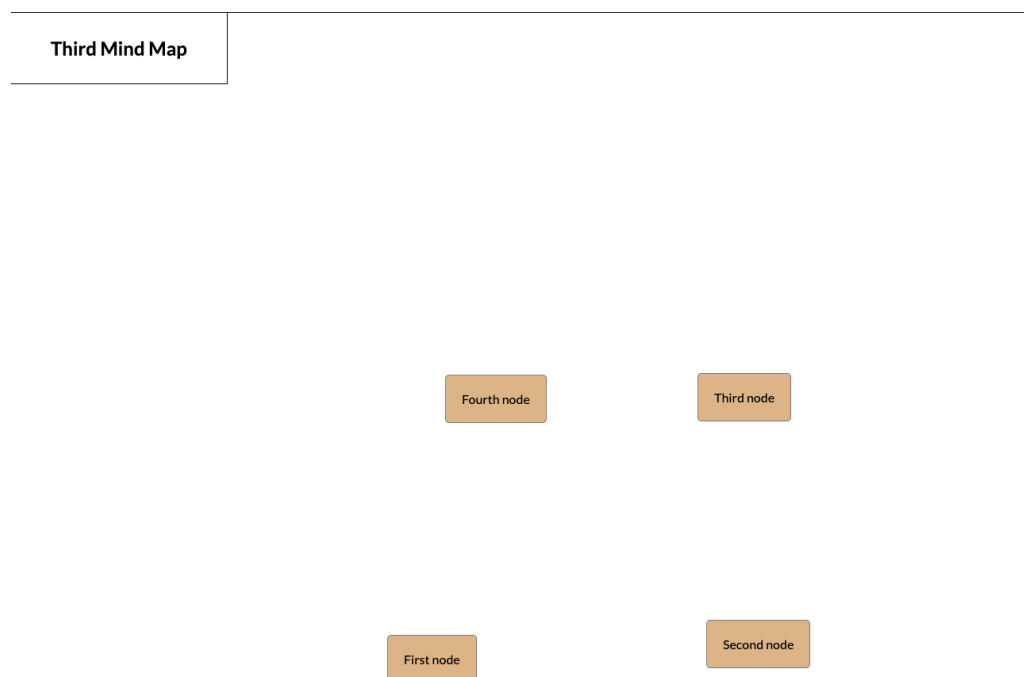 Third Mind Map
Fourth node
Third node
First node
Second node